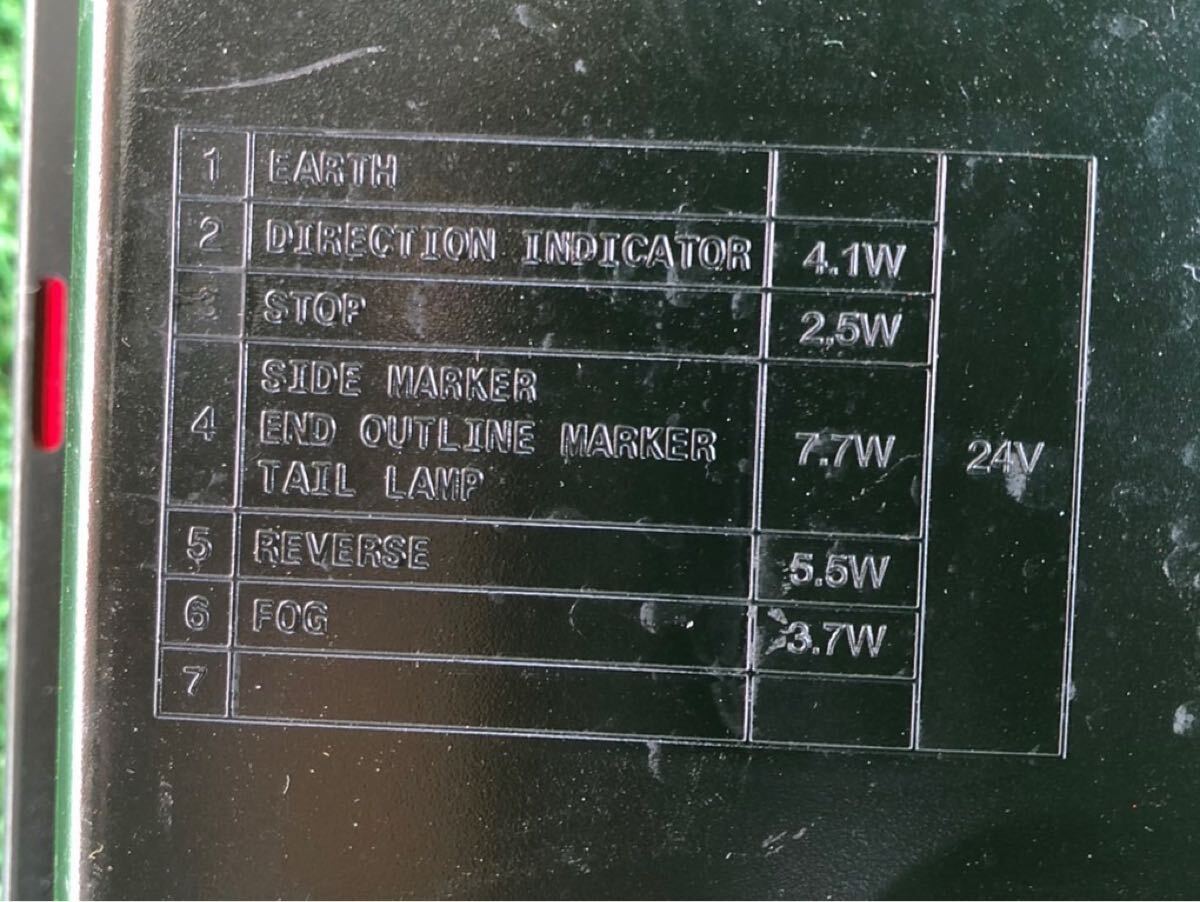 1 EARTH
2 DIRECTION INDICATOR 4.1W
3 STOP 2,5W
SIDE MARKER
4 END OUTLINE MARKER 7.7W 24V
TAIL LAMP
5 REVERSE 5.5W
6 FOG 3.7W
7